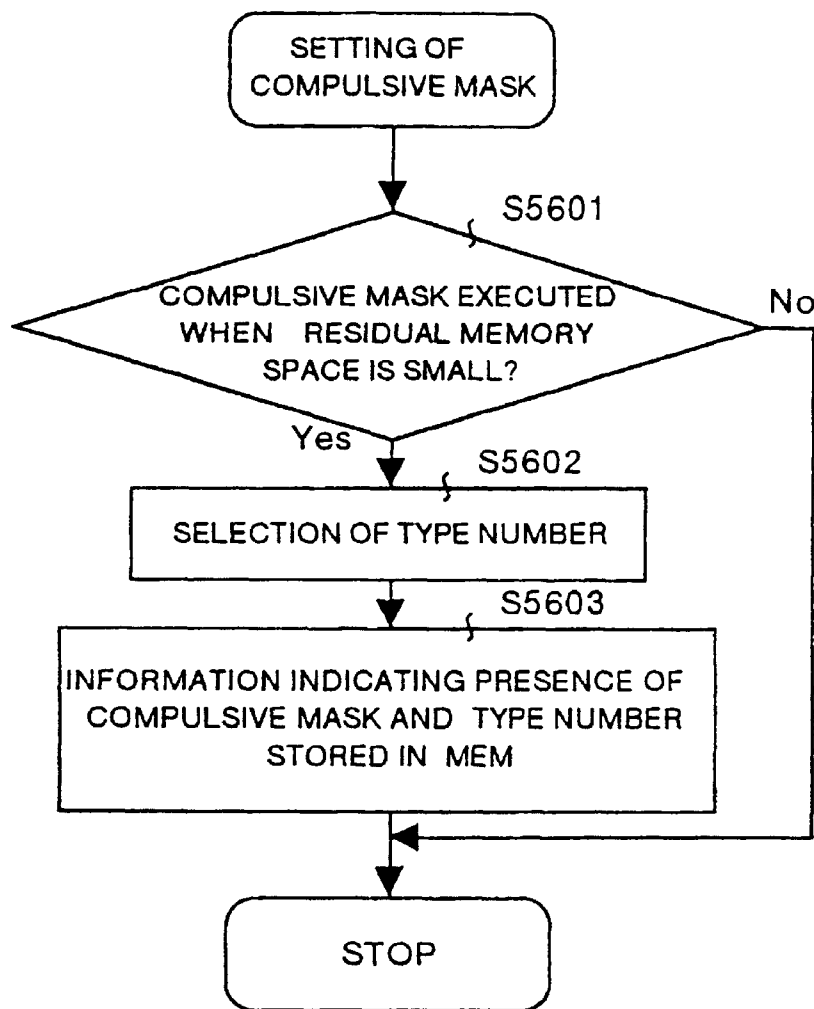 SETTING OF
COMPULSIVE MASK
S5601
COMPULSIVE MASK EXECUTED
WHEN RESIDUAL MEMORY
SPACE IS SMALL?
No
Yes
S5602
SELECTION OF TYPE NUMBER
S5603
INFORMATION INDICATING PRESENCE OF
COMPULSIVE MASK AND TYPE NUMBER
STORED IN MEM
STOP